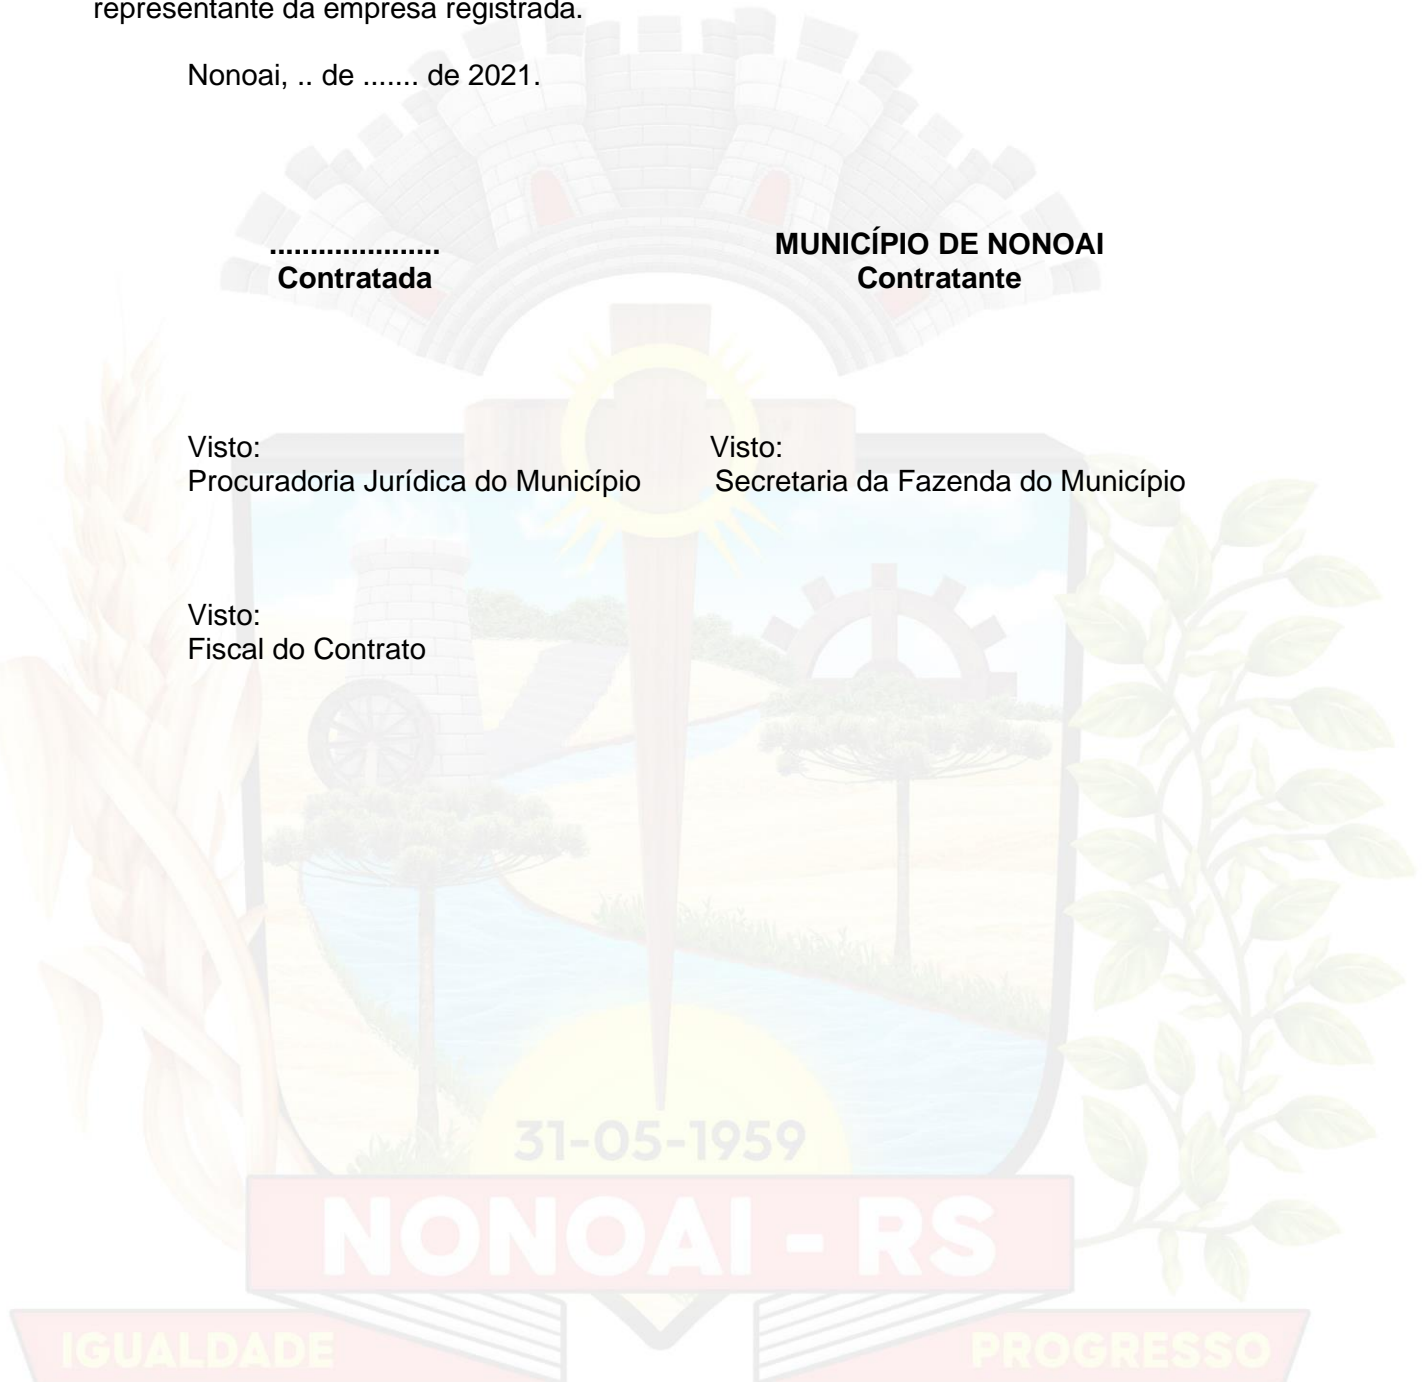 representante da empresa registrada.
Nonoai, .. de ....... de 2021.
..................... MUNICÍPIO DE NONOAI
Contratada Contratante
Visto: Visto:
Procuradoria Jurídica do Município Secretaria da Fazenda do Município
Visto:
Fiscal do Contrato
31-05-1959
NONOAI - RS
IGUALDADE PROGRESSO